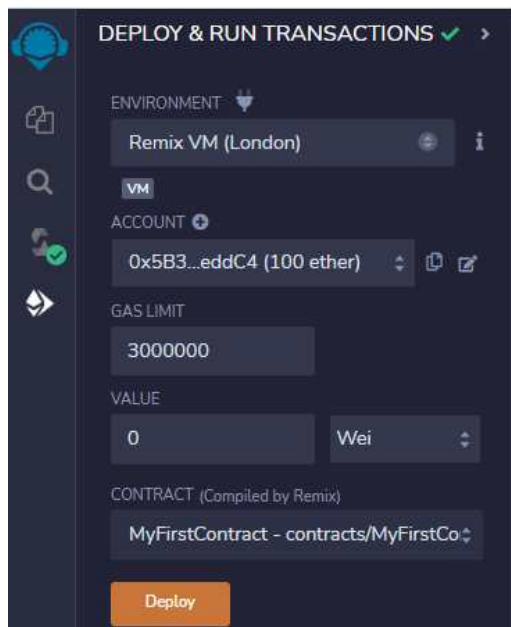 DEPLOY & RUN TRANSACTIONS
ENVIRONMENT
Remix VM (London)
VM
ACCOUNT
0x5B3...eddC4 (100 ether)
GAS LIMIT
3000000
VALUE
0 Wei
CONTRACT (Compiled by Remix)
MyFirstContract - contracts/MyFirstCo
Deploy